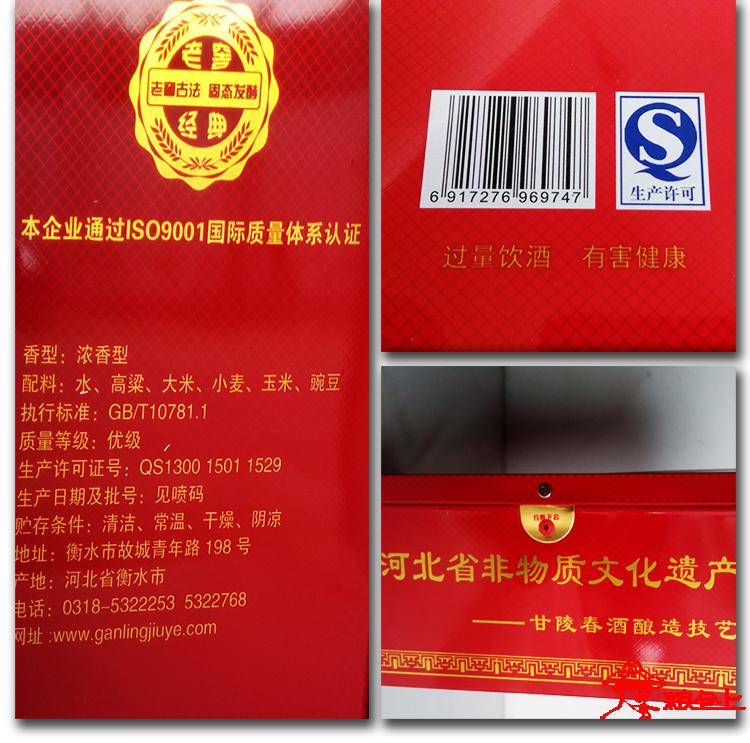 老窖
老窖古法 固态发酵
经典
本企业通过ISO9001国际质量体系认证
香型：浓香型
配料：水、高粱、大米、小麦、玉米、豌豆
执行标准：GB/T10781.1
质量等级：优级
生产许可证号：QS1300 1501 1529
生产日期及批号：见喷码
贮存条件：清洁、常温、干燥、阴凉
地址：衡水市故城青年路 198 号
产地：河北省衡水市
电话：0318-5322253 5322768
网址:www.ganlingjiuye.com
6 917276 969747
S
生产许可
过量饮酒 有害健康
拉断开启
河北省非物质文化遗产
——甘陵春酒酿造技艺